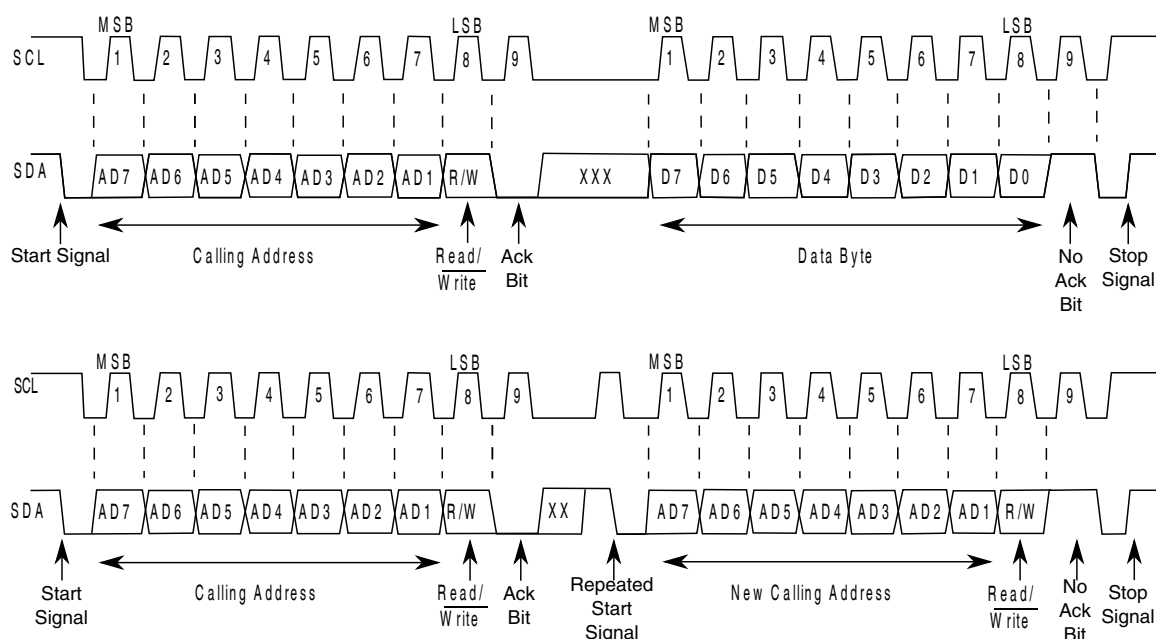 MSB LSB MSB LSB
SCL 1 2 3 4 5 6 7 8 9 1 2 3 4 5 6 7 8 9
SDA AD7 AD6 AD5 AD4 AD3 AD2 AD1 R/W XXX D7 D6 D5 D4 D3 D2 D1 D0
Start Signal Calling Address Read/ Ack Data Byte No Stop
Write Bit Ack Signal
Bit
MSB LSB MSB LSB
SCL 1 2 3 4 5 6 7 8 9 1 2 3 4 5 6 7 8 9
SDA AD7 AD6 AD5 AD4 AD3 AD2 AD1 R/W XX AD7 AD6 AD5 AD4 AD3 AD2 AD1 R/W
Start Calling Address Read/ Ack Repeated New Calling Address Read/ No Stop
Signal Write Bit Start Write Ack Signal
Signal Bit